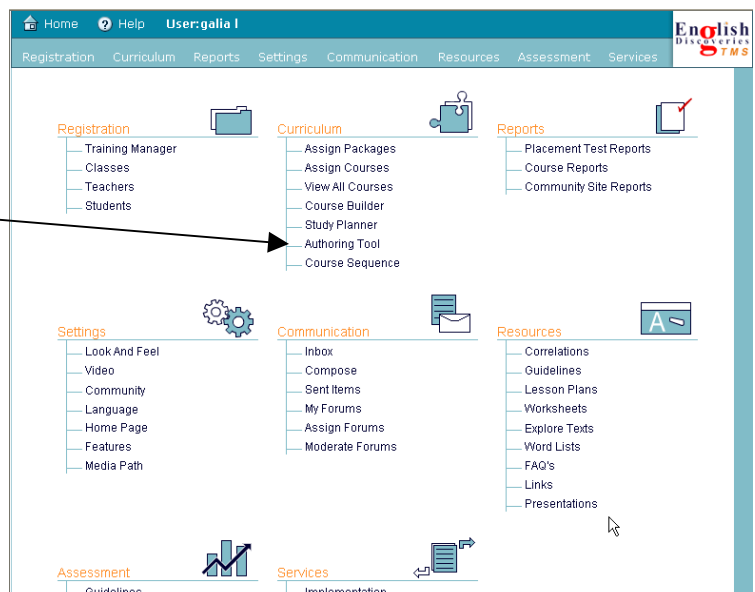 Home Help User:galia l
English
Discoveries
TMS
Registration Curriculum Reports Settings Communication Resources Assessment Services
Registration
Training Manager
Classes
Teachers
Students
Curriculum
Assign Packages
Assign Courses
View All Courses
Course Builder
Study Planner
Authoring Tool
Course Sequence
Reports
Placement Test Reports
Course Reports
Community Site Reports
Settings
Look And Feel
Video
Community
Language
Home Page
Features
Media Path
Communication
Inbox
Compose
Sent Items
My Forums
Assign Forums
Moderate Forums
Resources
A
Correlations
Guidelines
Lesson Plans
Worksheets
Explore Texts
Word Lists
FAQ's
Links
Presentations
Assessment
Guidelines
Services
Implementation